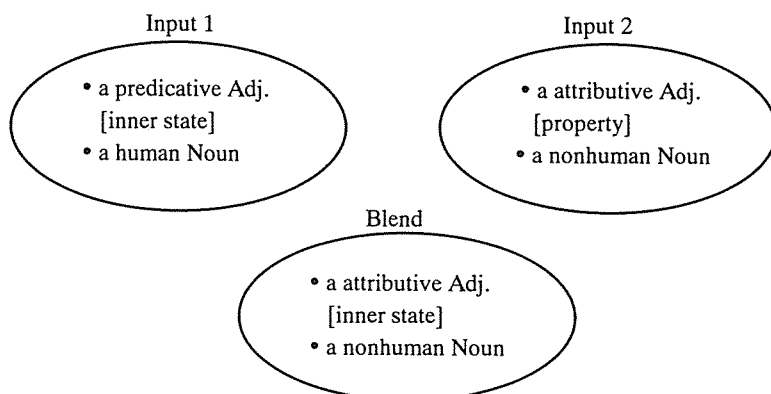 Input 1
• a predicative Adj.
[inner state]
• a human Noun
Input 2
• a attributive Adj.
[property]
• a nonhuman Noun
Blend
• a attributive Adj.
[inner state]
• a nonhuman Noun